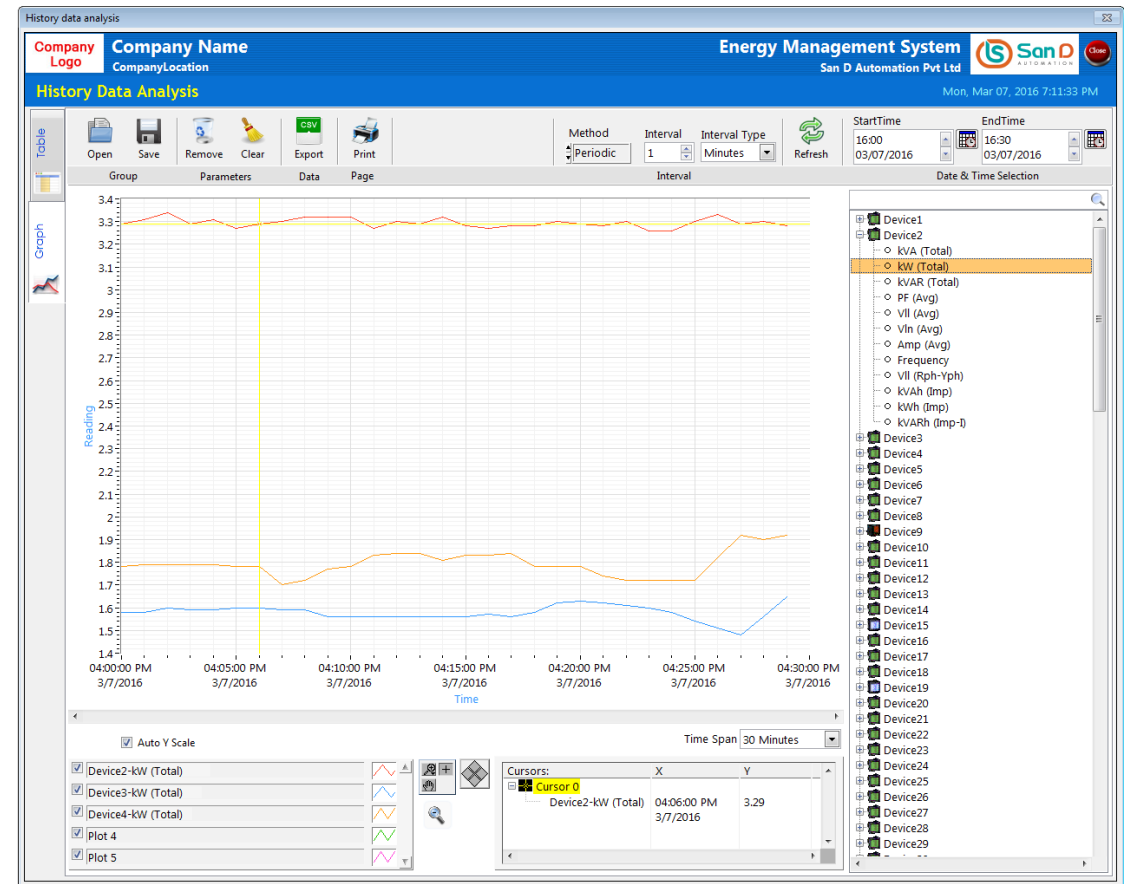 History data analysis
Company Logo
Company Name
CompanyLocation
Energy Management System
San D Automation Pvt Ltd
San D
AUTOMATION
Close
History Data Analysis
Mon, Mar 07, 2016 7:11:33 PM
Table
Graph
Open Save Remove Clear Export Print
CSV
Group Parameters Data Page
Method Interval Interval Type
Periodic 1 Minutes Refresh
Interval
StartTime EndTime
16:00 16:30
03/07/2016 03/07/2016
Date & Time Selection
3.4
3.3
3.2
3.1
3
2.9
2.8
2.7
2.6
2.5
2.4
2.3
2.2
2.1
2
1.9
1.8
1.7
1.6
1.5
1.4
Reading
04:00:00 PM 04:05:00 PM 04:10:00 PM 04:15:00 PM 04:20:00 PM 04:25:00 PM 04:30:00 PM
3/7/2016 3/7/2016 3/7/2016 3/7/2016 3/7/2016 3/7/2016 3/7/2016
Time
Auto Y Scale
Time Span 30 Minutes
Device2-kW (Total)
Device3-kW (Total)
Device4-kW (Total)
Plot 4
Plot 5
Cursors: X Y
Cursor 0
Device2-kW (Total) 04:06:00 PM 3.29
3/7/2016
Device1
Device2
kVA (Total)
kW (Total)
kVAR (Total)
PF (Avg)
Vll (Avg)
Vln (Avg)
Amp (Avg)
Frequency
Vll (Rph-Yph)
kVAh (Imp)
kWh (Imp)
kVARh (Imp-I)
Device3
Device4
Device5
Device6
Device7
Device8
Device9
Device10
Device11
Device12
Device13
Device14
Device15
Device16
Device17
Device18
Device19
Device20
Device21
Device22
Device23
Device24
Device25
Device26
Device27
Device28
Device29